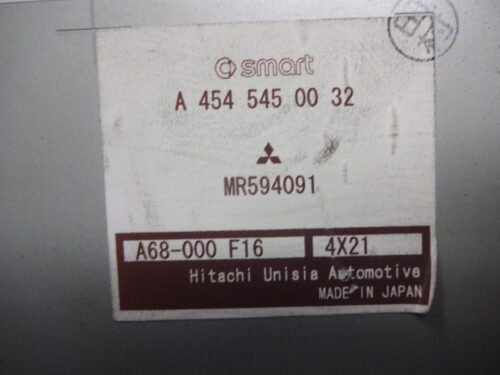 smart
A 454 545 00 32
MR594091
A68-000 F16 4X21
Hitachi Unisia Automotive
MADE IN JAPAN